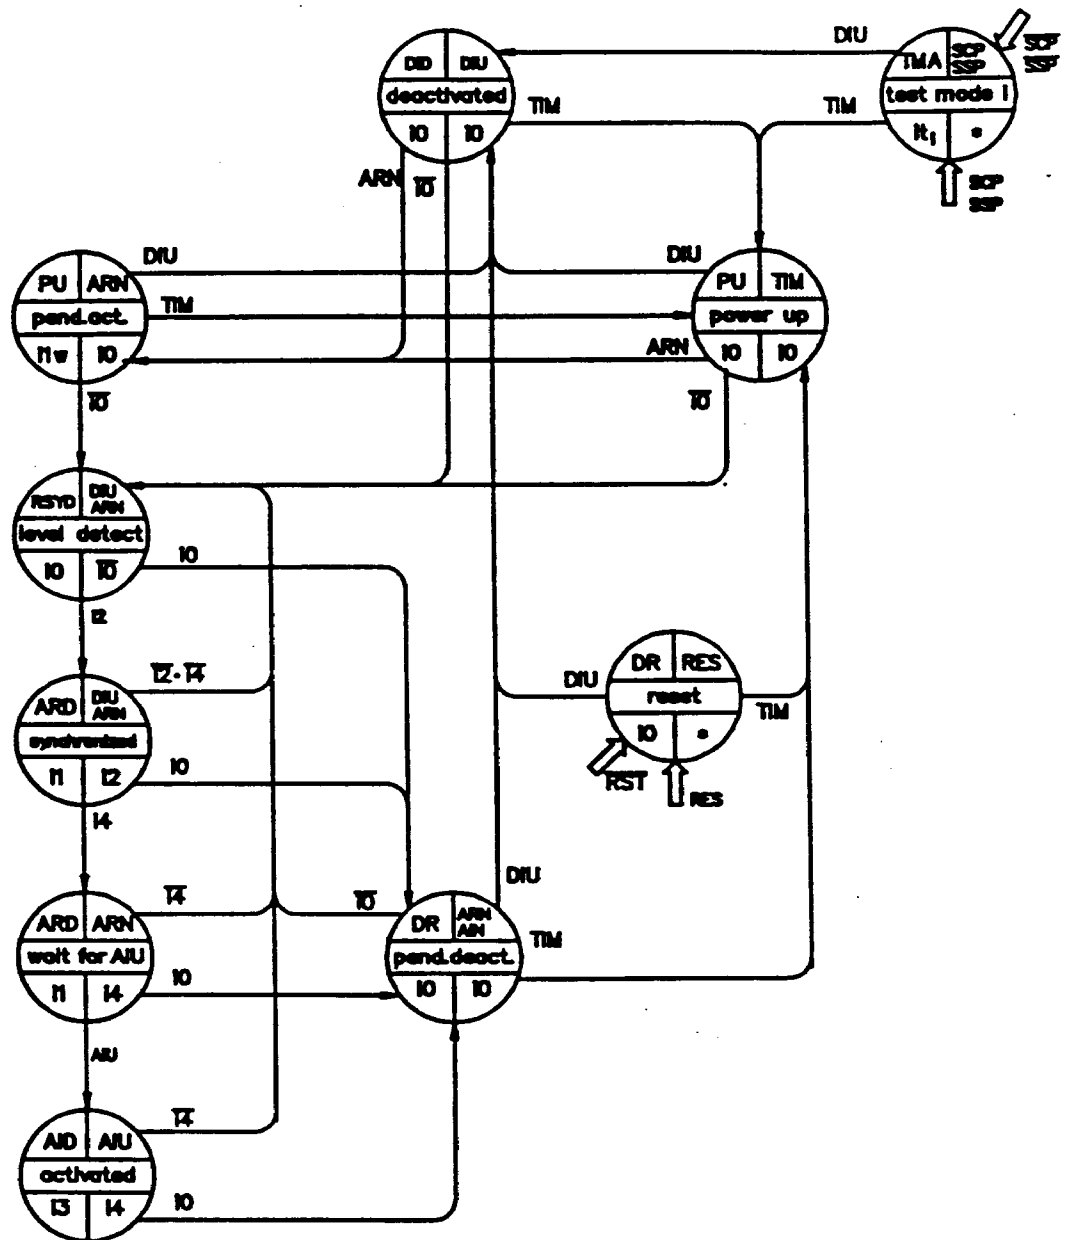 DIU
SCP
SSP
DID DIU
deactivated
i0 i0
TMA SCP
SSP
test mode i
it i *
TIM
TIM
SCP
SSP
ARN
i0
DIU
DIU
PU ARN
pend.act.
i1w i0
TIM
PU TIM
power up
i0 i0
ARN
i0
i0
RSYD DIU
ARN
level detect
i0 i0
i0
i2
i2·i4
ARD DIU
ARN
synchronized
i1 i2
i0
DIU
DR RES
reset
i0 *
TIM
RST
RES
i4
i4
i0
DIU
ARD ARN
wait for AIU
i1 i4
DR ARN
AIN
pend.deact.
i0 i0
TIM
i0
AIU
i4
AID AIU
activated
i3 i4
i0